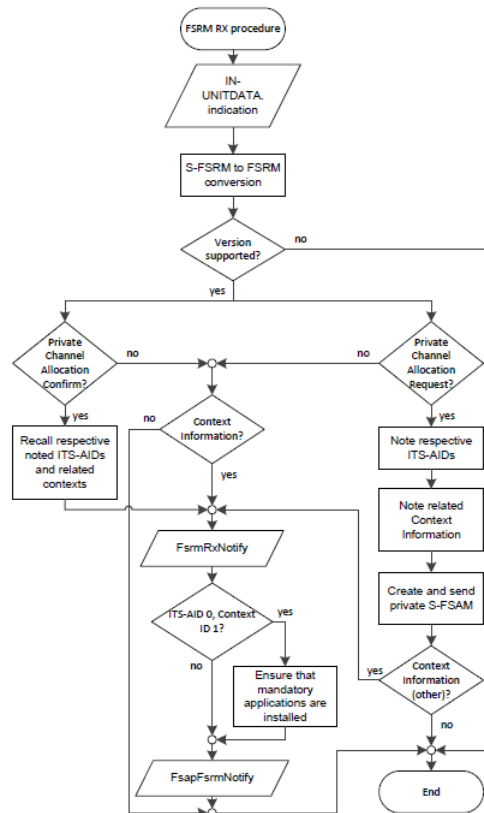 FSRM RX procedure
IN-
UNITDATA.
indication
S-FSRM to FSRM
conversion
Version
supported?
no
yes
Private
Channel
Allocation
Confirm?
no
no
Private
Channel
Allocation
Request?
yes
no
Context
Information?
yes
Recall respective
noted ITS-AIDs
and related
contexts
Note respective
ITS-AIDs
yes
Note related
Context
Information
FsrmRxNotify
Create and send
private S-FSAM
ITS-AID 0, Context
ID 1?
yes
yes
Context
Information
(other)?
no
Ensure that
mandatory
applications are
installed
no
FsapFsrmNotify
End